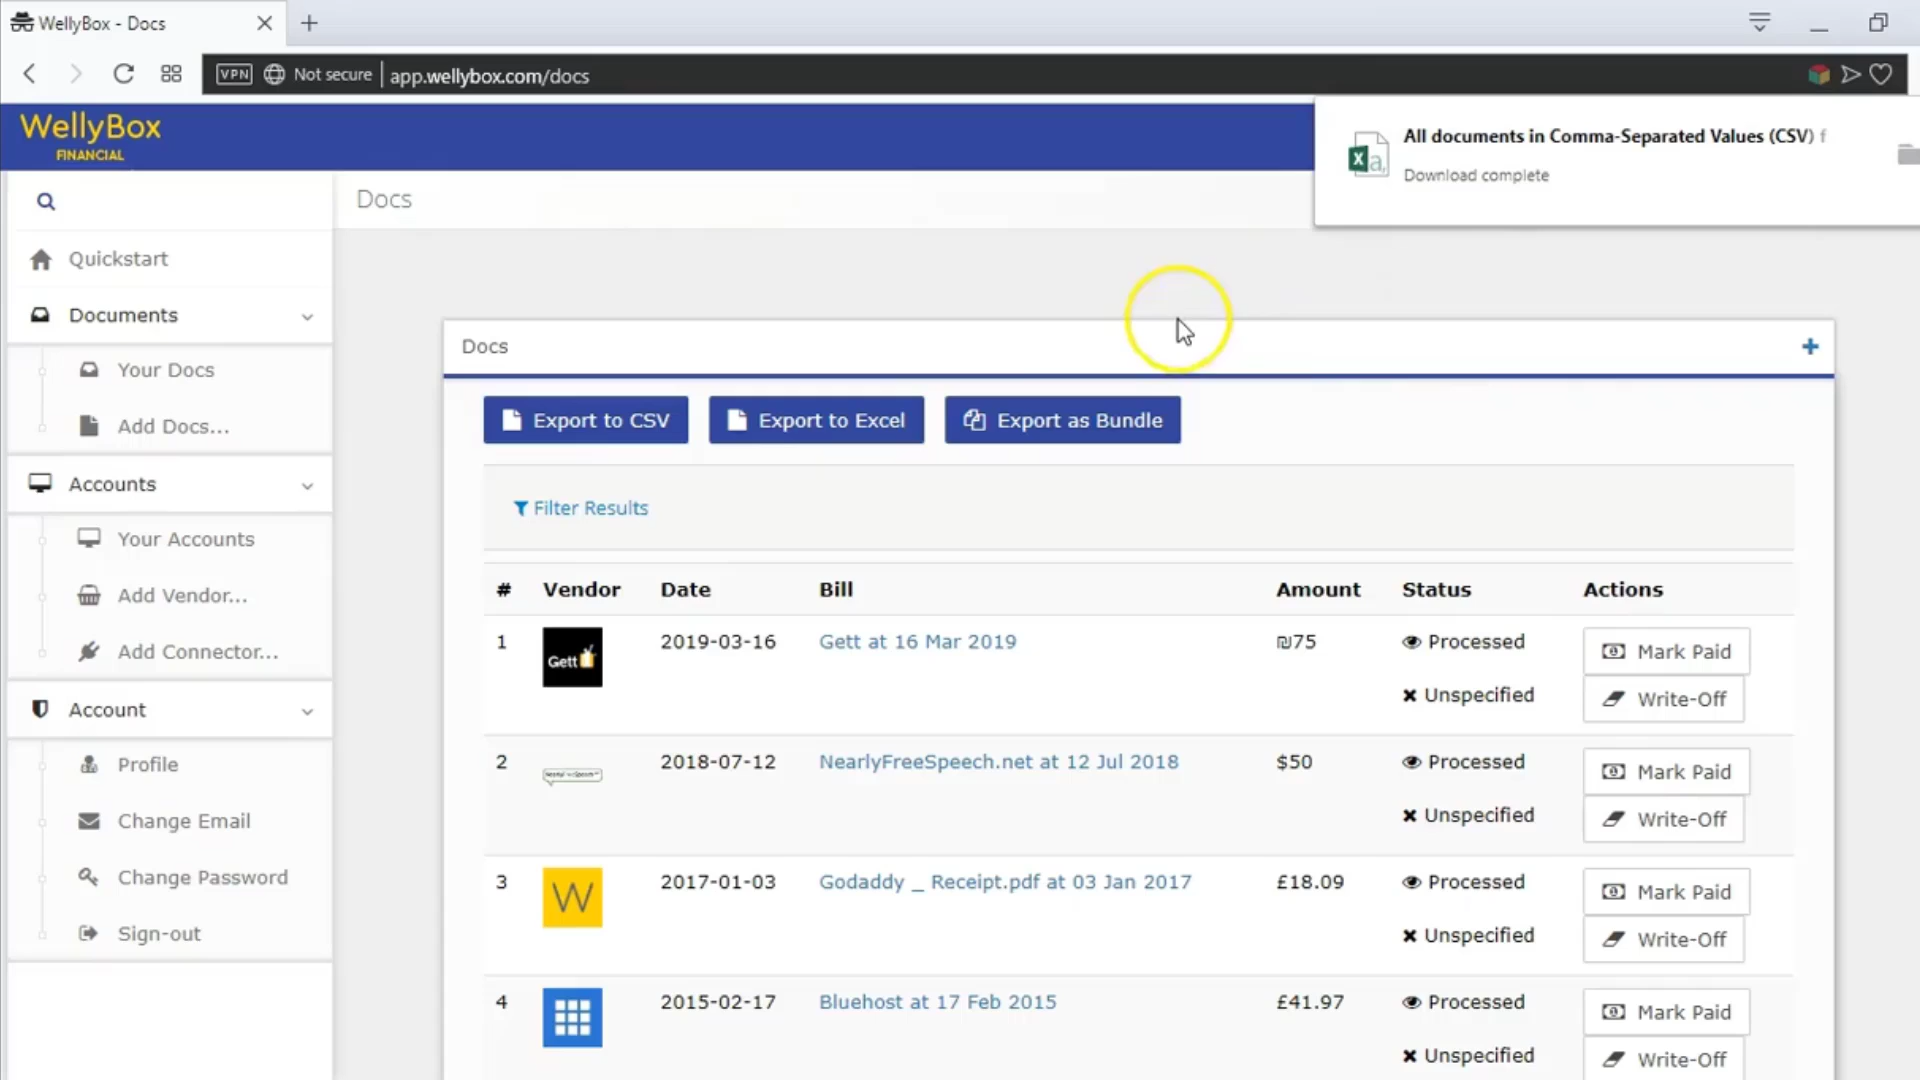 WellyBox - Docs
VPN Not secure app.wellybox.com/docs
WellyBox
FINANCIAL
All documents in Comma-Separated Values (CSV) f
Download complete
Docs
Quickstart
Documents
Your Docs
Add Docs...
Accounts
Your Accounts
Add Vendor...
Add Connector...
Account
Profile
Change Email
Change Password
Sign-out
Docs
Export to CSV Export to Excel Export as Bundle
Filter Results
# Vendor Date Bill Amount Status Actions
1 Gett 2019-03-16 Gett at 16 Mar 2019 ₪75 Processed Mark Paid
Unspecified Write-Off
2 2018-07-12 NearlyFreeSpeech.net at 12 Jul 2018 $50 Processed Mark Paid
Unspecified Write-Off
3 W 2017-01-03 Godaddy _ Receipt.pdf at 03 Jan 2017 £18.09 Processed Mark Paid
Unspecified Write-Off
4 2015-02-17 Bluehost at 17 Feb 2015 £41.97 Processed Mark Paid
Unspecified Write-Off